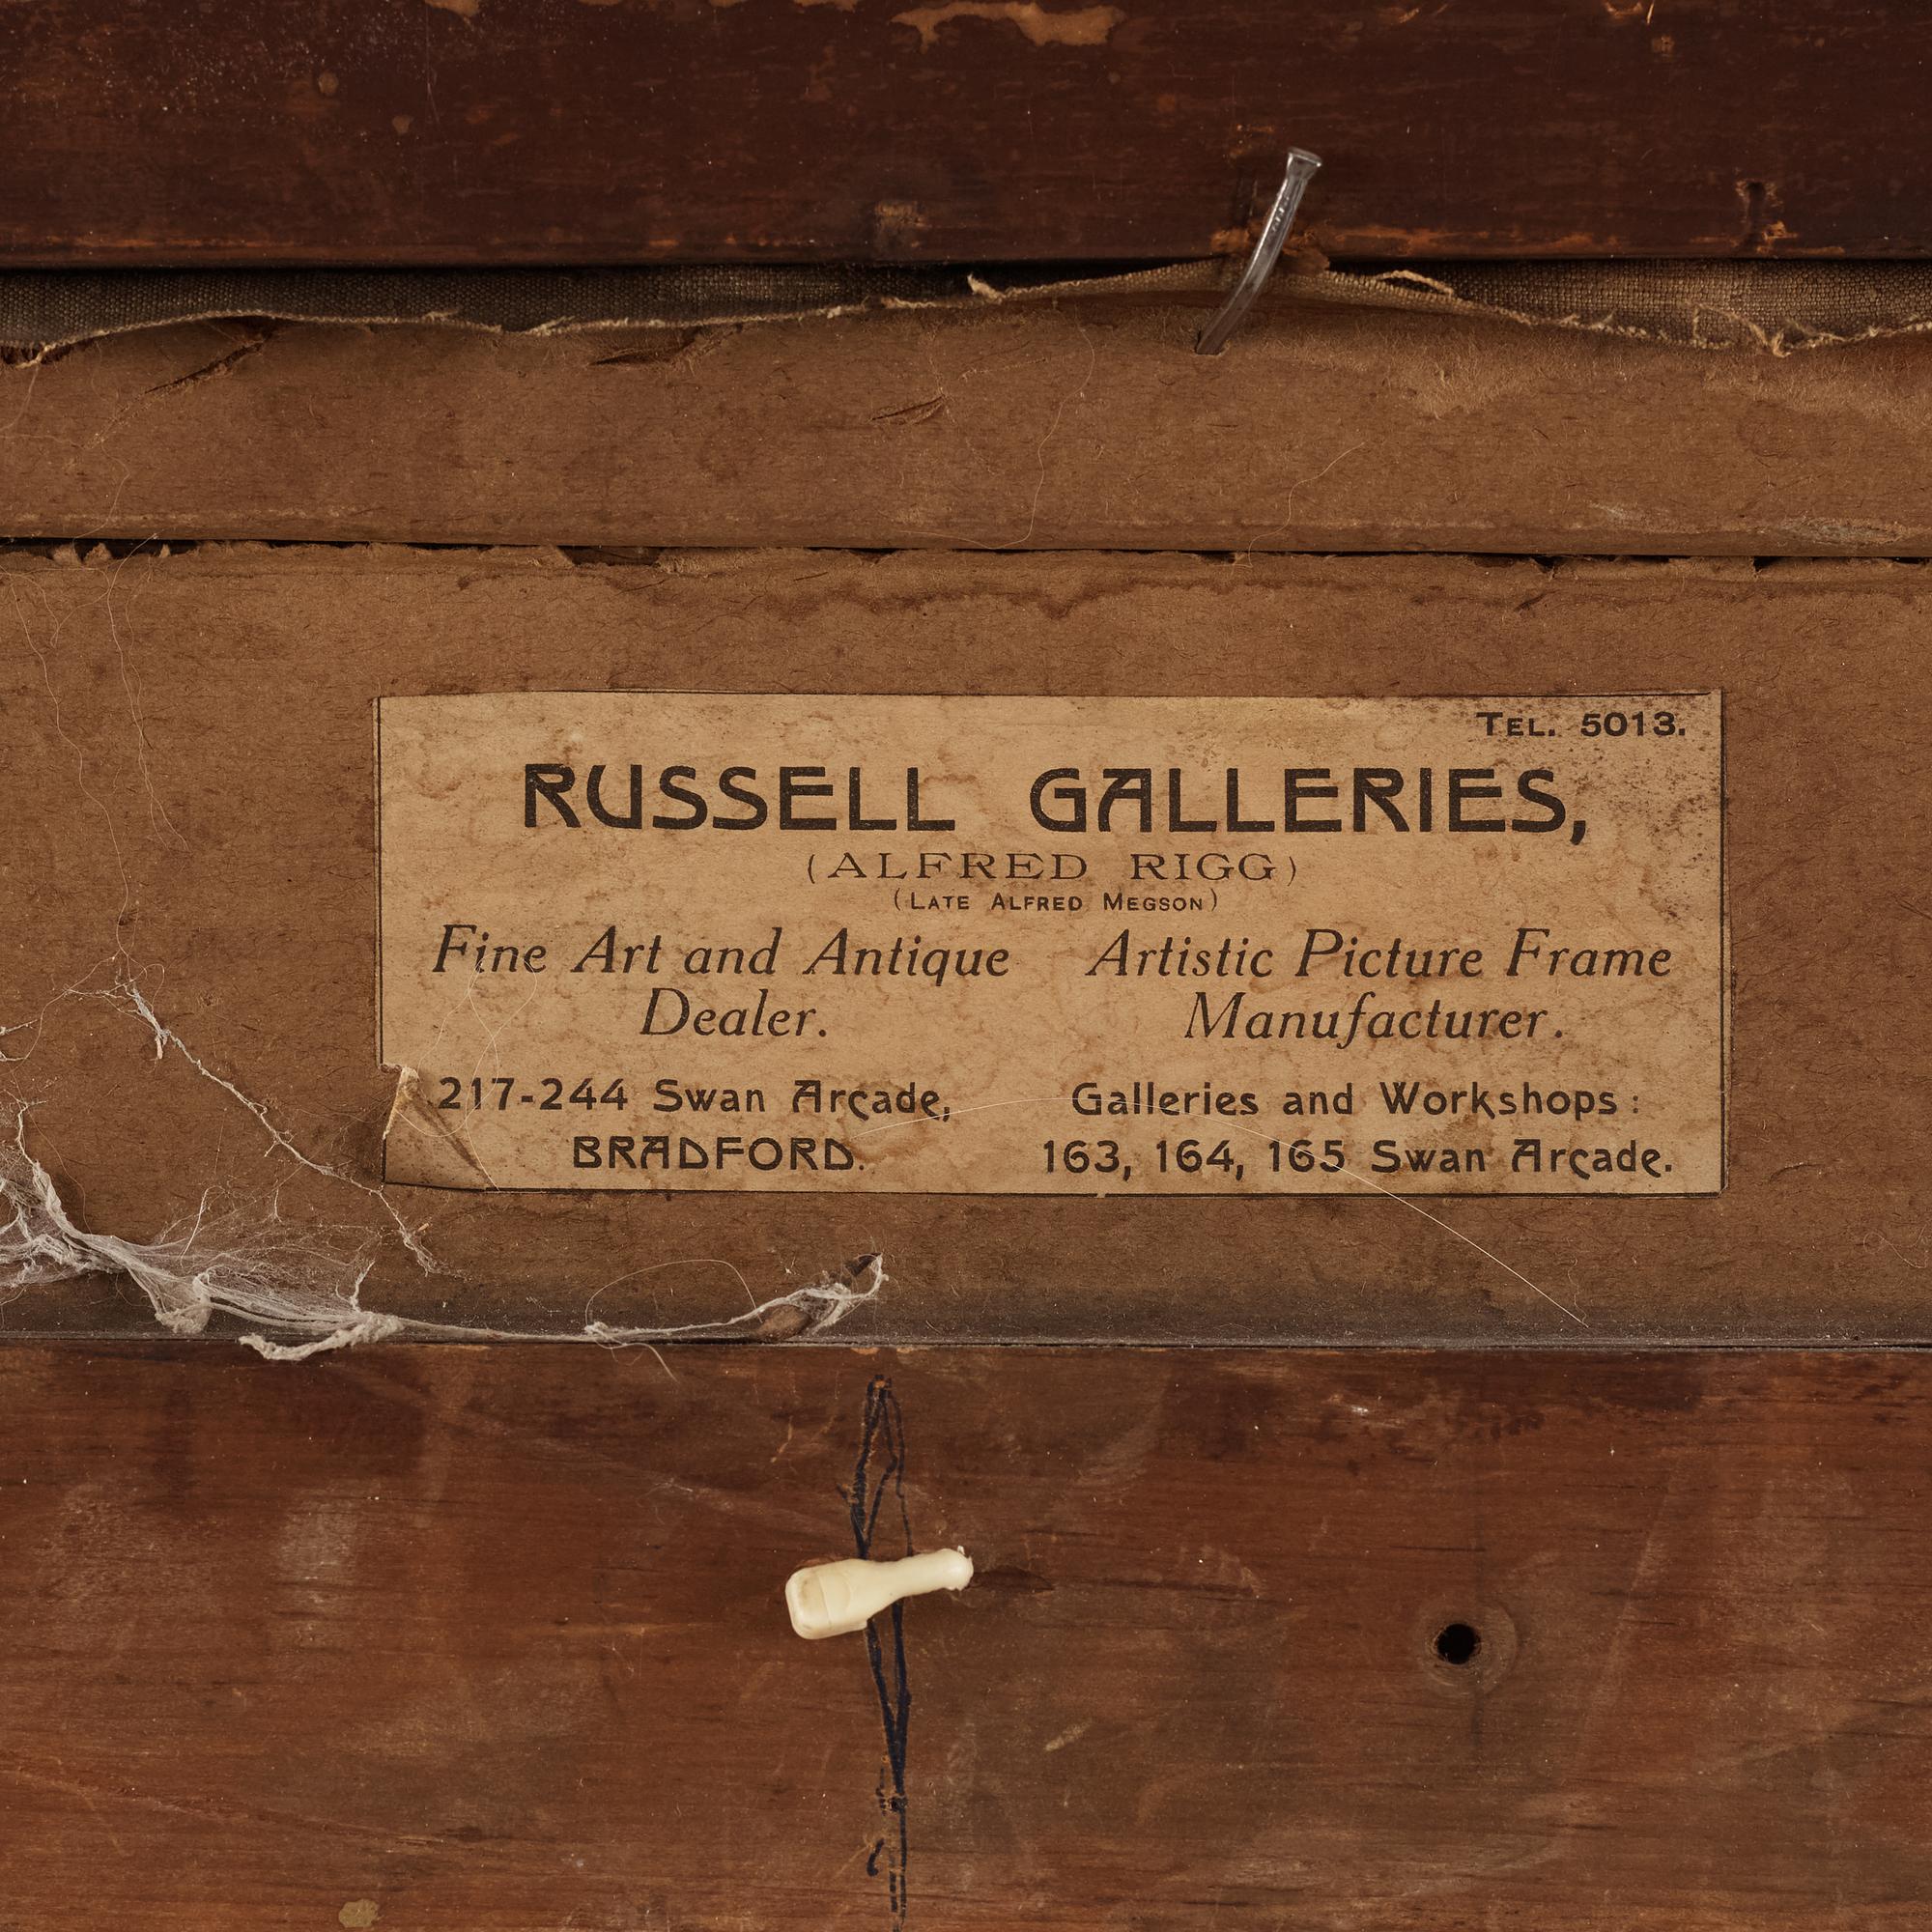 TEL. 5013.
RUSSELL GALLERIES,
(ALFRED RIGG)
(LATE ALFRED MEGSON)
Fine Art and Antique Dealer.
Artistic Picture Frame Manufacturer.
217-244 Swan Arcade,
BRADFORD.
Galleries and Workshops :
163, 164, 165 Swan Arcade.